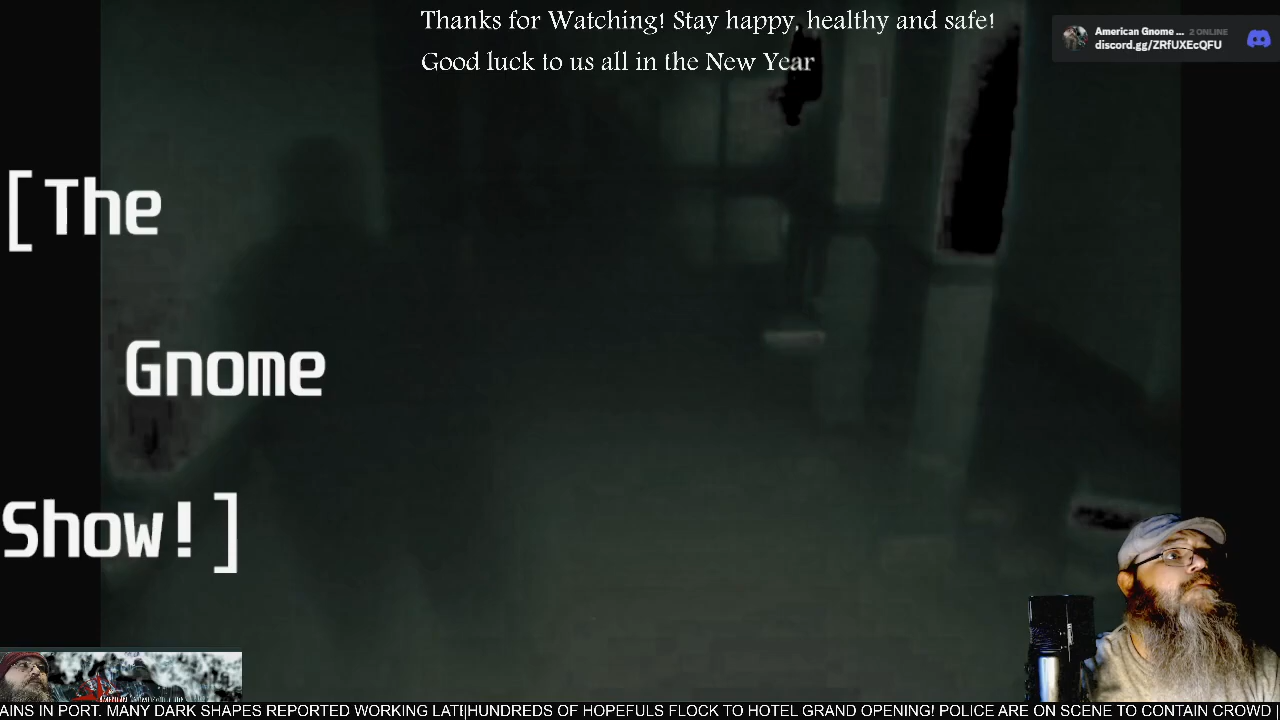 Thanks for Watching! Stay happy, healthy and safe!
Good luck to us all in the New Year
American Gnome ... 2 ONLINE
discord.gg/ZRfUXEcQFU
[The
Gnome
Show!]
AINS IN PORT. MANY DARK SHAPES REPORTED WORKING LATE|HUNDREDS OF HOPEFULS FLOCK TO HOTEL GRAND OPENING! POLICE ARE ON SCENE TO CONTAIN CROWD